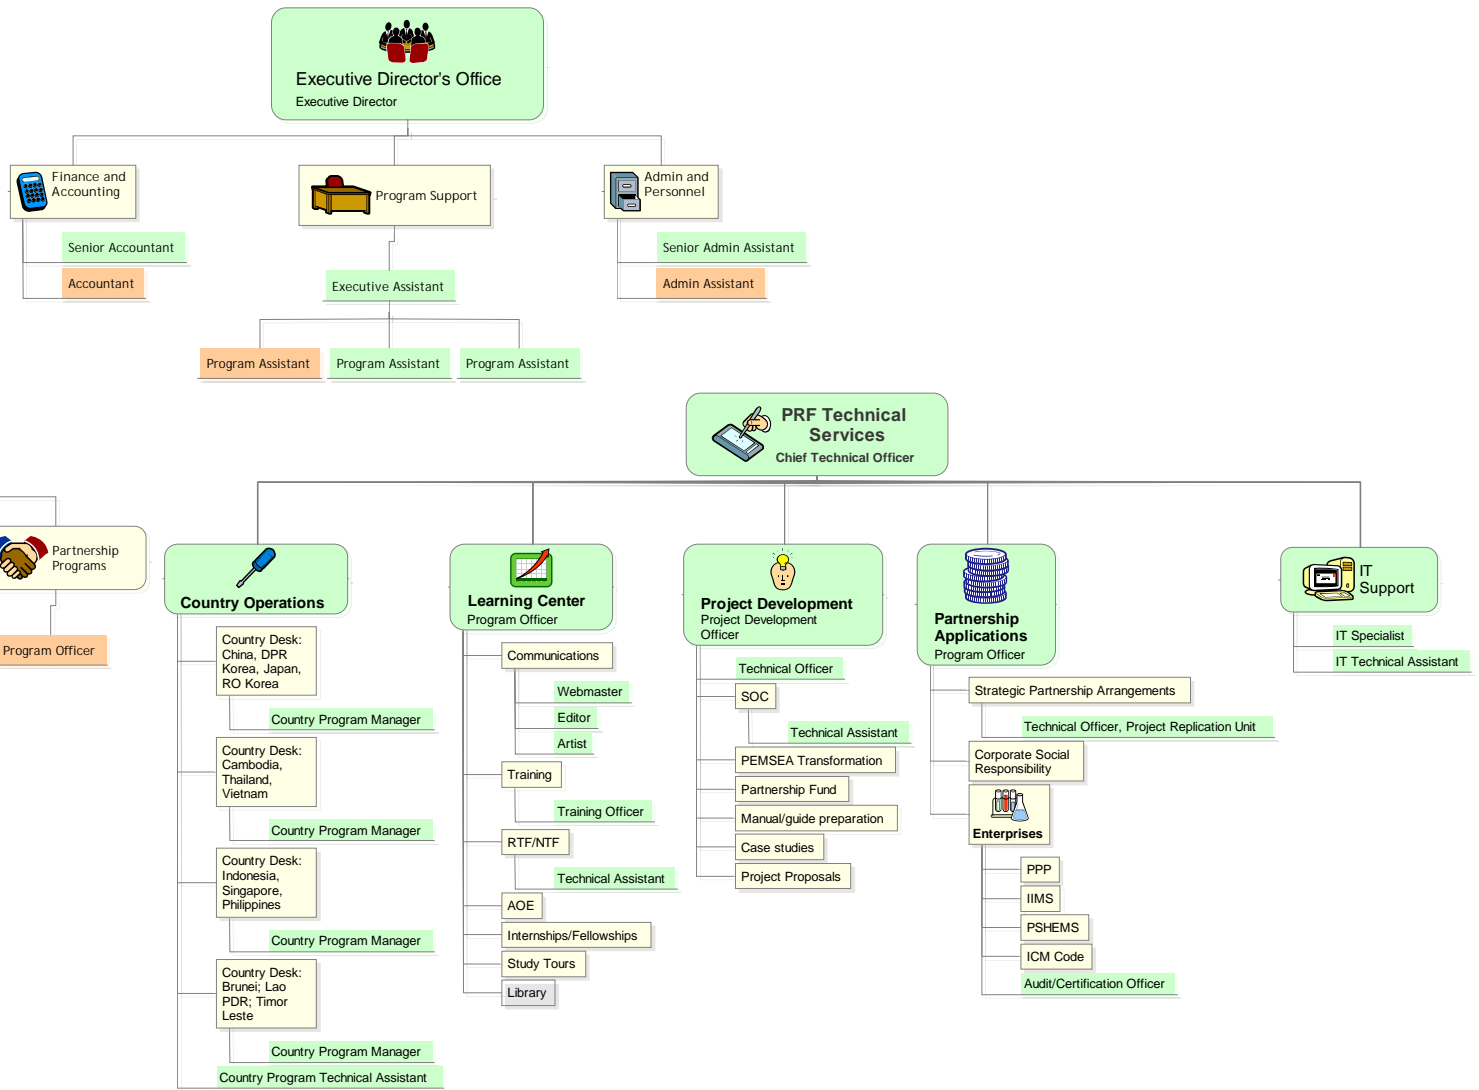 Executive Director's Office
Executive Director
Finance and
Accounting
Senior Accountant
Accountant
Program Support
Executive Assistant
Program Assistant
Program Assistant
Program Assistant
Admin and
Personnel
Senior Admin Assistant
Admin Assistant
PRF Technical
Services
Chief Technical Officer
Partnership
Programs
Program Officer
Country Operations
Country Desk:
China, DPR
Korea, Japan,
RO Korea
Country Program Manager
Country Desk:
Cambodia,
Thailand,
Vietnam
Country Program Manager
Country Desk:
Indonesia,
Singapore,
Philippines
Country Program Manager
Country Desk:
Brunei; Lao
PDR; Timor
Leste
Country Program Manager
Country Program Technical Assistant
Learning Center
Program Officer
Communications
Webmaster
Editor
Artist
Training
Training Officer
RTF/NTF
Technical Assistant
AOE
Internships/Fellowships
Study Tours
Library
Project Development
Project Development
Officer
Technical Officer
SOC
Technical Assistant
PEMSEA Transformation
Partnership Fund
Manual/guide preparation
Case studies
Project Proposals
Partnership
Applications
Program Officer
Strategic Partnership Arrangements
Technical Officer, Project Replication Unit
Corporate Social
Responsibility
Enterprises
PPP
IIMS
PSHEMS
ICM Code
Audit/Certification Officer
IT
Support
IT Specialist
IT Technical Assistant